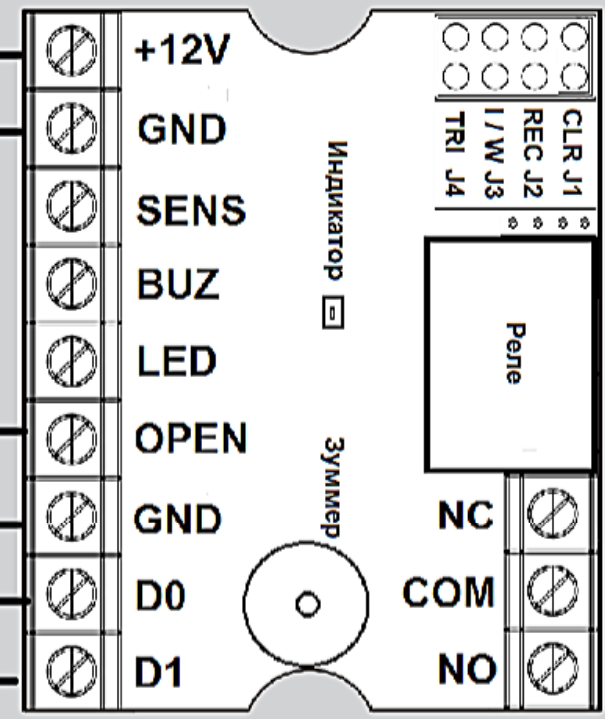 +12V
GND
SENS
BUZ
LED
OPEN
GND
D0
D1
Индикатор
Зуммер
CLR J1
REC J2
I / W J3
TRI J4
Реле
NC
COM
NO